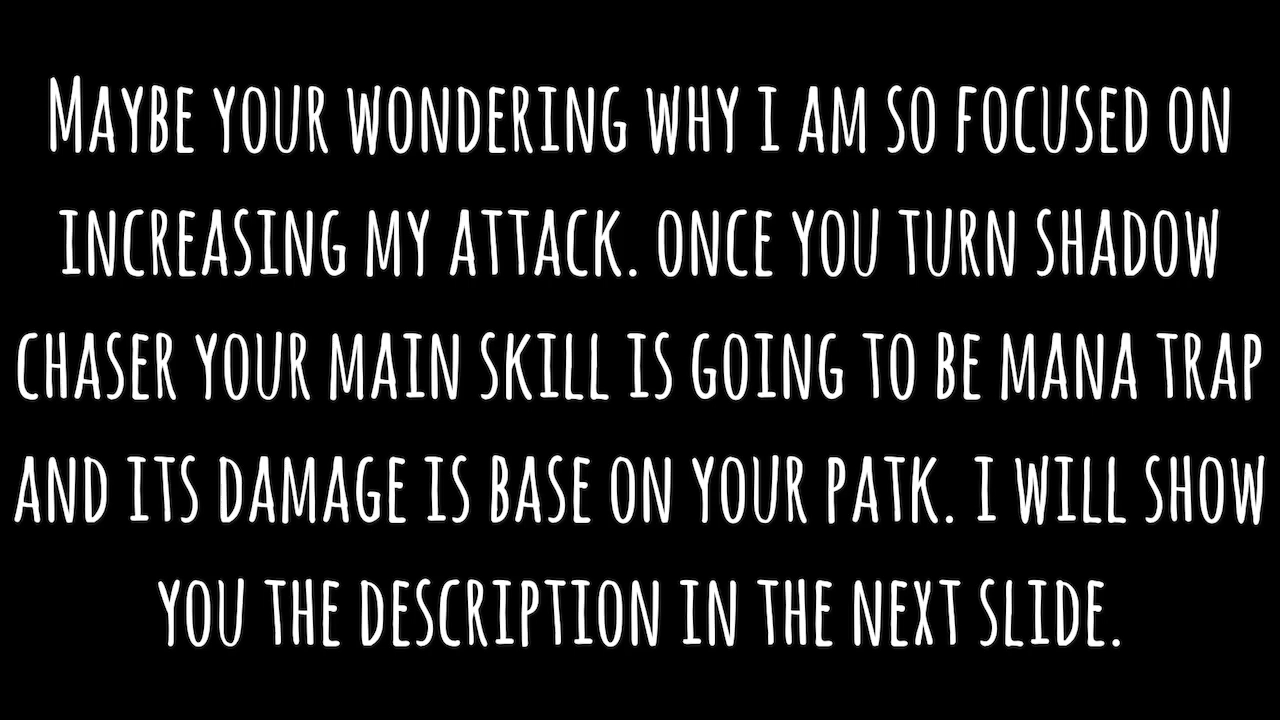 Maybe your wondering why i am so focused on
increasing my attack. once you turn shadow
chaser your main skill is going to be mana trap
and its damage is base on your patk. i will show
you the description in the next slide.